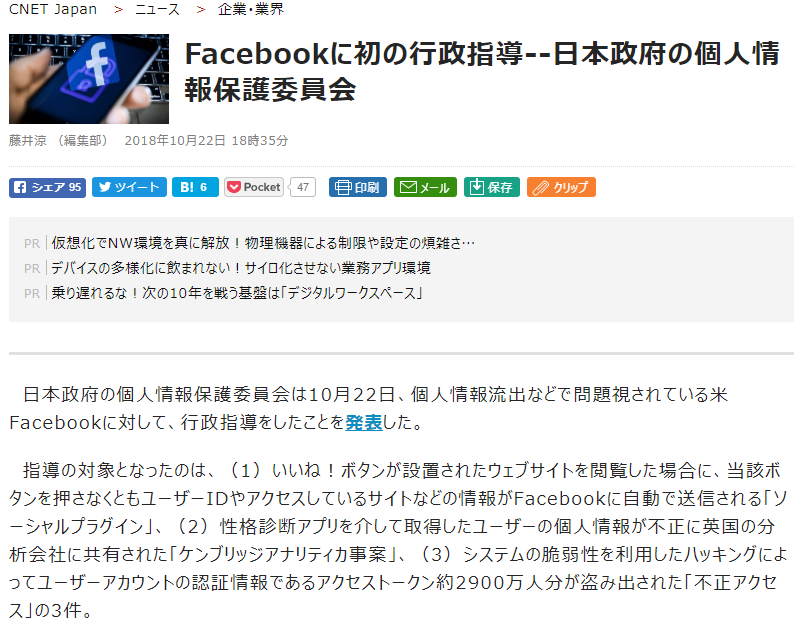 CNET Japan > ニュース > 企業・業界
Facebookに初の行政指導--日本政府の個人情
報保護委員会
藤井涼 （編集部） 2018年10月22日 18時35分
シェア 95 ツイート B! 6 Pocket 47 印刷 メール 保存 クリップ
PR 仮想化でNW環境を真に解放！物理機器による制限や設定の煩雑さ…
PR デバイスの多様化に飲まれない！サイロ化させない業務アプリ環境
PR 乗り遅れるな！次の10年を戦う基盤は「デジタルワークスペース」
日本政府の個人情報保護委員会は10月22日、個人情報流出などで問題視されている米
Facebookに対して、行政指導をしたことを発表した。
指導の対象となったのは、（1）いいね！ボタンが設置されたウェブサイトを閲覧した場合に、当該ボ
タンを押さなくともユーザーIDやアクセスしているサイトなどの情報がFacebookに自動で送信される「ソ
ーシャルプラグイン」、（2）性格診断アプリを介して取得したユーザーの個人情報が不正に英国の分
析会社に共有された「ケンブリッジアナリティカ事案」、（3）システムの脆弱性を利用したハッキングによ
ってユーザーアカウントの認証情報であるアクセストークン約2900万人分が盗み出された「不正アクセ
ス」の3件。